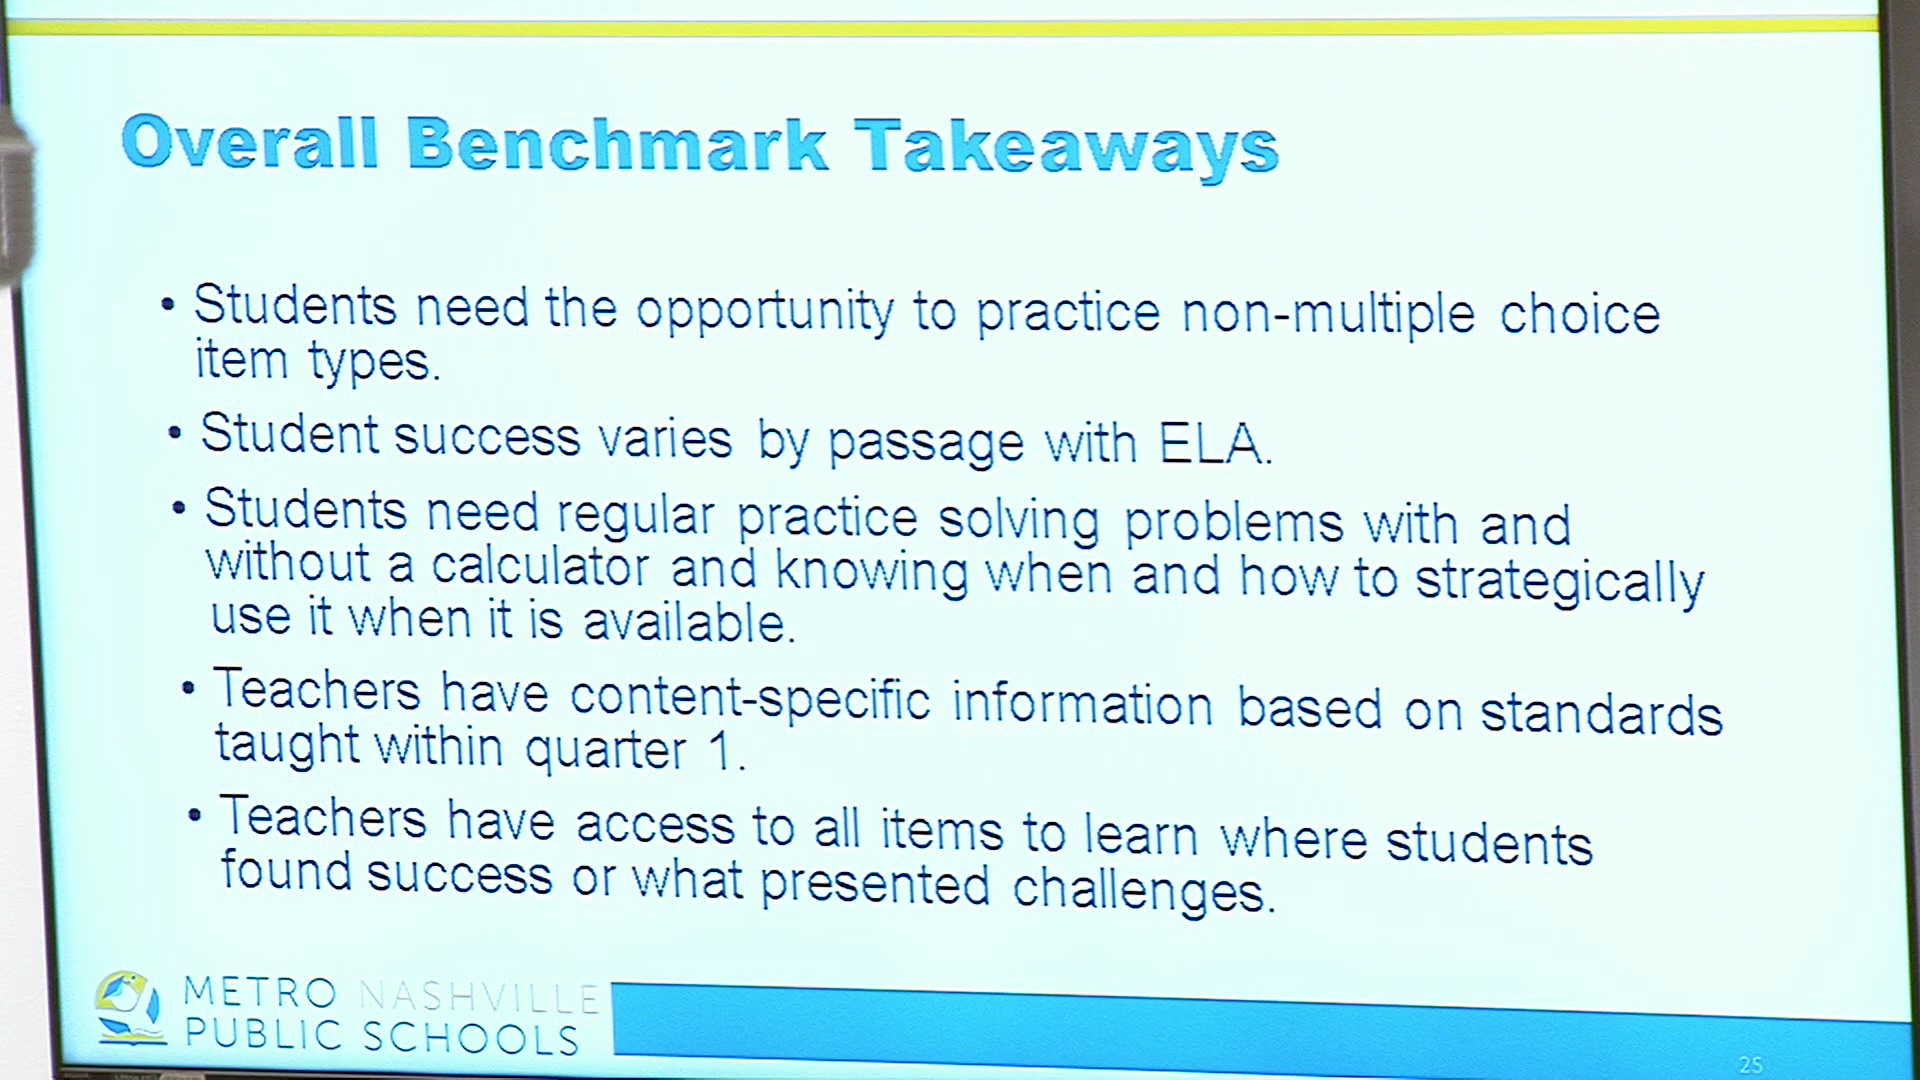 Overall Benchmark Takeaways
• Students need the opportunity to practice non-multiple choice
item types.
• Student success varies by passage with ELA.
• Students need regular practice solving problems with and
without a calculator and knowing when and how to strategically
use it when it is available.
• Teachers have content-specific information based on standards
taught within quarter 1.
• Teachers have access to all items to learn where students
found success or what presented challenges.
METRO NASHVILLE
PUBLIC SCHOOLS
25